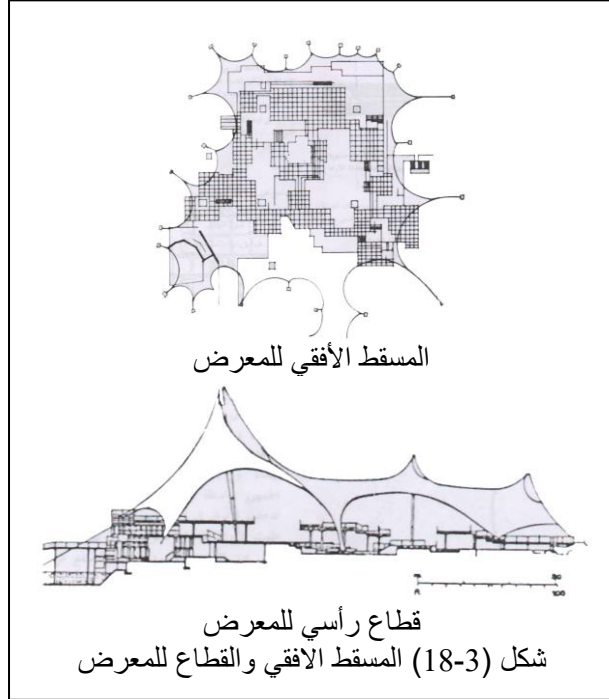 المسقط الأفقي للمعرض
قطاع رأسي للمعرض
شكل (3-18) المسقط الافقي والقطاع للمعرض